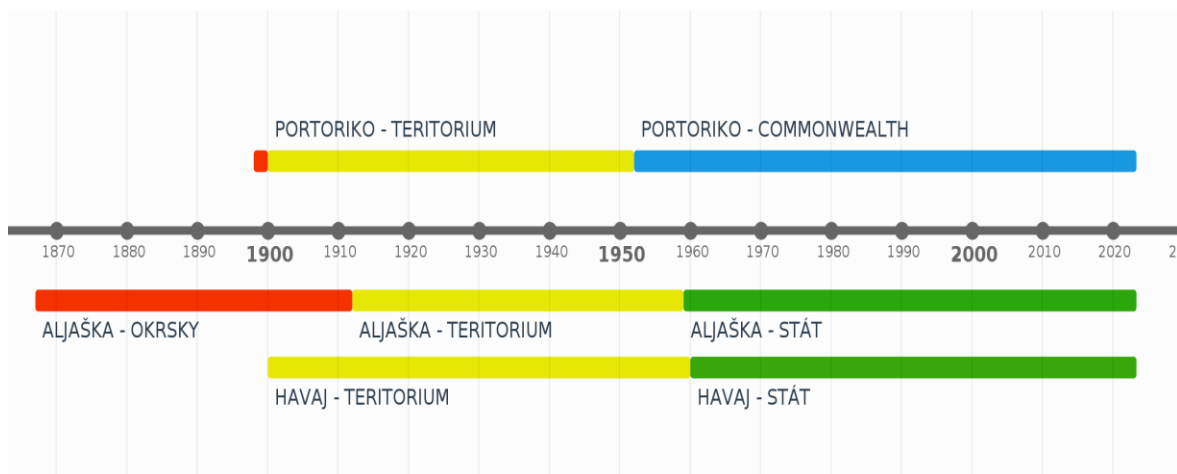 PORTORIKO - TERITORIUM PORTORIKO - COMMONWEALTH
1870 1880 1890 1900 1910 1920 1930 1940 1950 1960 1970 1980 1990 2000 2010 2020 2
ALJAŠKA - OKRSKY ALJAŠKA - TERITORIUM ALJAŠKA - STÁT
HAVAJ - TERITORIUM HAVAJ - STÁT